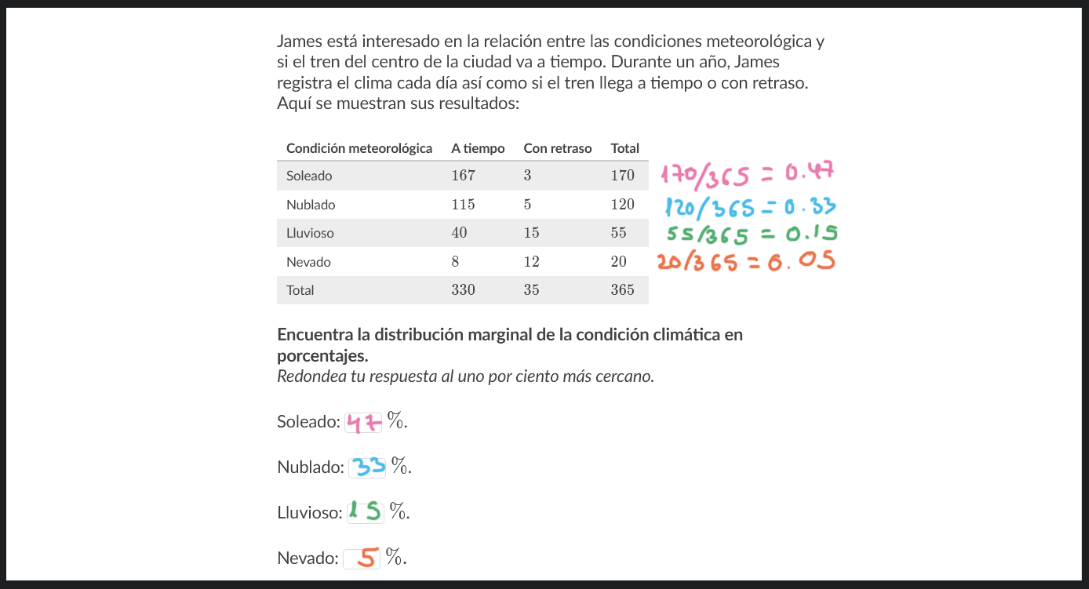 James está interesado en la relación entre las condiciones meteorológica y
si el tren del centro de la ciudad va a tiempo. Durante un año, James
registra el clima cada día así como si el tren llega a tiempo o con retraso.
Aquí se muestran sus resultados:
Condición meteorológica A tiempo Con retraso Total
Soleado 167 3 170 170/365 = 0.47
Nublado 115 5 120 120/365 = 0.33
Lluvioso 40 15 55 55/365 = 0.15
Nevado 8 12 20 20/365 = 0.05
Total 330 35 365
Encuentra la distribución marginal de la condición climática en
porcentajes.
Redondea tu respuesta al uno por ciento más cercano.
Soleado: 47 %.
Nublado: 33 %.
Lluvioso: 15 %.
Nevado: 5 %.